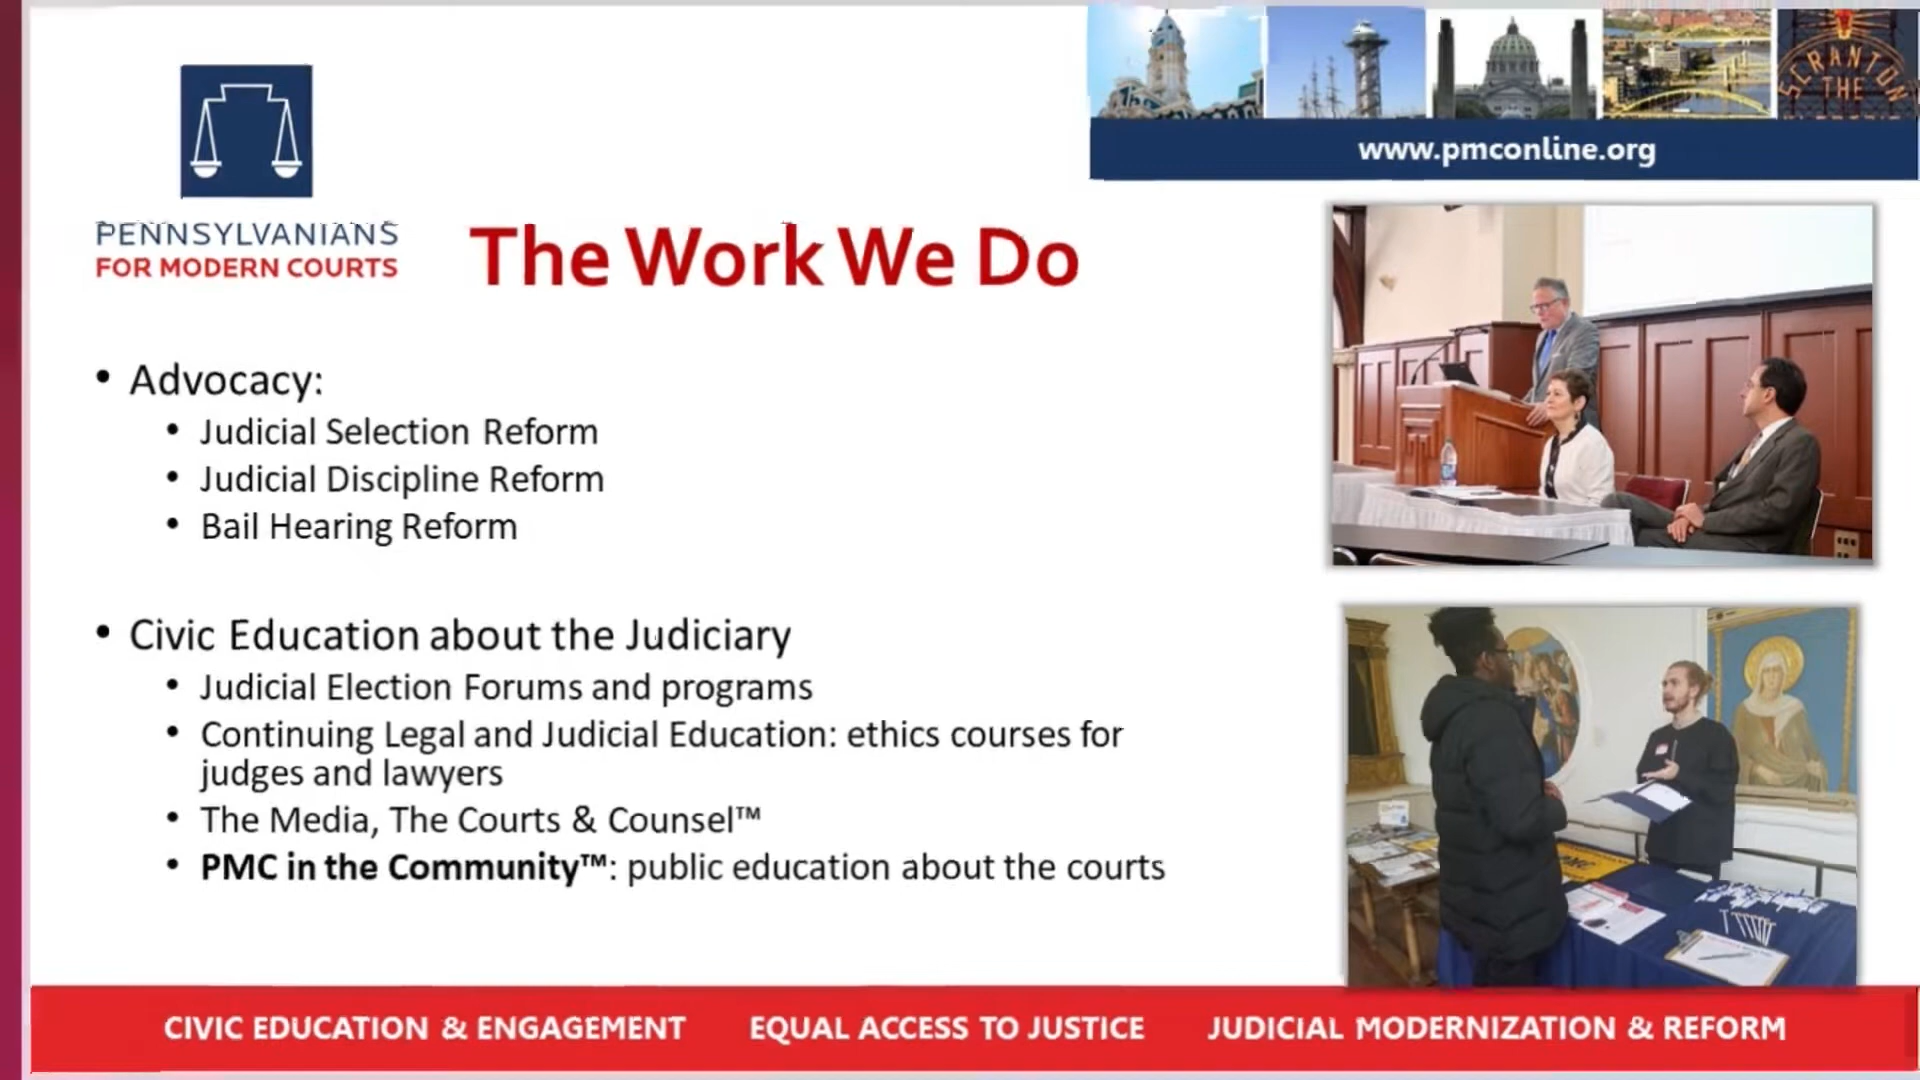 SCRANTON
THE
www.pmconline.org
PENNSYLVANIANS
FOR MODERN COURTS
The Work We Do
• Advocacy:
• Judicial Selection Reform
• Judicial Discipline Reform
• Bail Hearing Reform
• Civic Education about the Judiciary
• Judicial Election Forums and programs
• Continuing Legal and Judicial Education: ethics courses for
judges and lawyers
• The Media, The Courts & Counsel™
• PMC in the Community™: public education about the courts
CIVIC EDUCATION & ENGAGEMENT EQUAL ACCESS TO JUSTICE JUDICIAL MODERNIZATION & REFORM